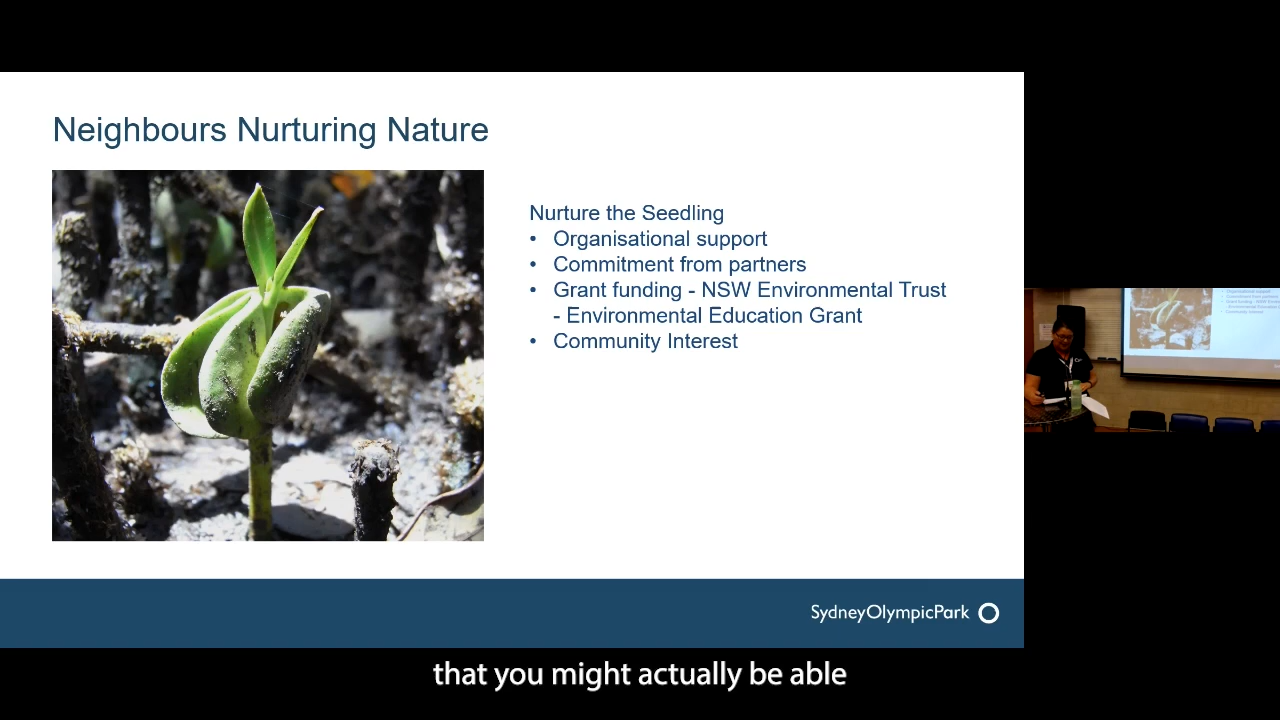 Neighbours Nurturing Nature
Nurture the Seedling
• Organisational support
• Commitment from partners
• Grant funding - NSW Environmental Trust
- Environmental Education Grant
• Community Interest
SydneyOlympicPark
that you might actually be able